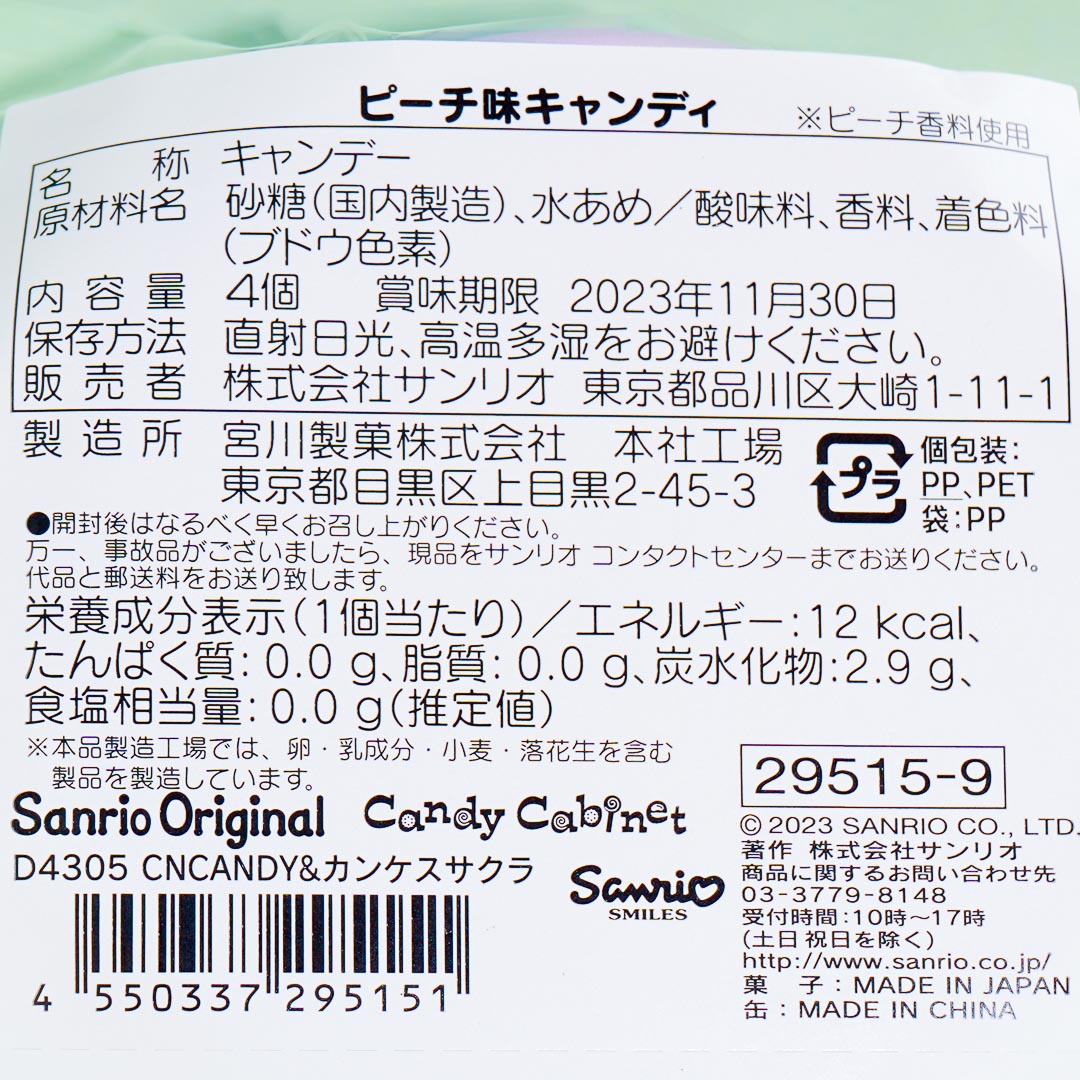 ピーチ味キャンディ ※ピーチ香料使用
名称 キャンデー
原材料名 砂糖(国内製造)、水あめ/酸味料、香料、着色料
(ブドウ色素)
内容量 4個 賞味期限 2023年11月30日
保存方法 直射日光、高温多湿をお避けください。
販売者 株式会社サンリオ 東京都品川区大崎1-11-1
製造所 宮川製菓株式会社 本社工場
東京都目黒区上目黒2-45-3
プラ
個包装:
PP、PET
袋:PP
●開封後はなるべく早くお召し上がりください。
万一、事故品がございましたら、現品をサンリオ コンタクトセンターまでお送りください。
代品と郵送料をお送り致します。
栄養成分表示(1個当たり)/エネルギー:12 kcal、
たんぱく質:0.0 g、脂質:0.0 g、炭水化物:2.9 g、
食塩相当量:0.0 g(推定値)
※本品製造工場では、卵・乳成分・小麦・落花生を含む
製品を製造しています。
Sanrio Original Candy Cabinet
D4305 CNCANDY&カンケスサクラ
Sanrio
SMILES
4 550337 295151
29515-9
© 2023 SANRIO CO., LTD.
著作 株式会社サンリオ
商品に関するお問い合わせ先
03-3779-8148
受付時間:10時〜17時
(土日祝日を除く)
http://www.sanrio.co.jp/
菓子:MADE IN JAPAN
缶:MADE IN CHINA